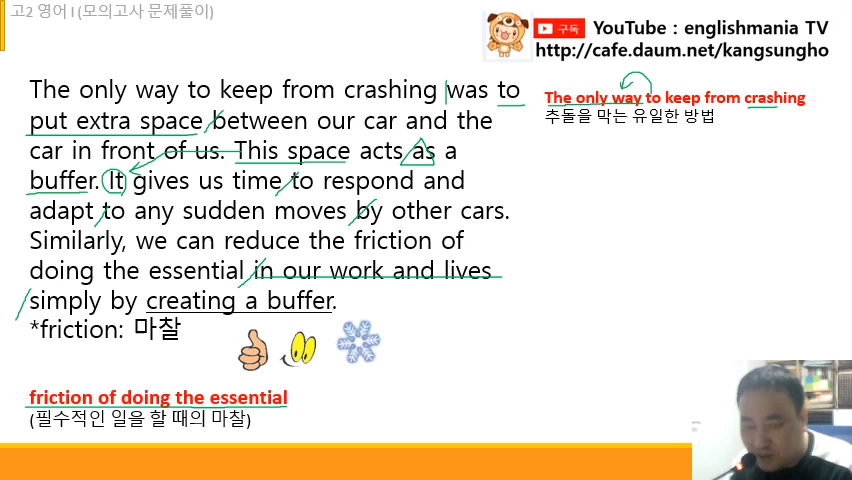 고2 영어 I (모의고사 문제풀이)
구독
YouTube : englishmania TV
http://cafe.daum.net/kangsungho
The only way to keep from crashing was to
put extra space between our car and the
car in front of us. This space acts as a
buffer. It gives us time to respond and
adapt to any sudden moves by other cars.
Similarly, we can reduce the friction of
doing the essential in our work and lives
simply by creating a buffer.
*friction: 마찰
The only way to keep from crashing
추돌을 막는 유일한 방법
friction of doing the essential
(필수적인 일을 할 때의 마찰)